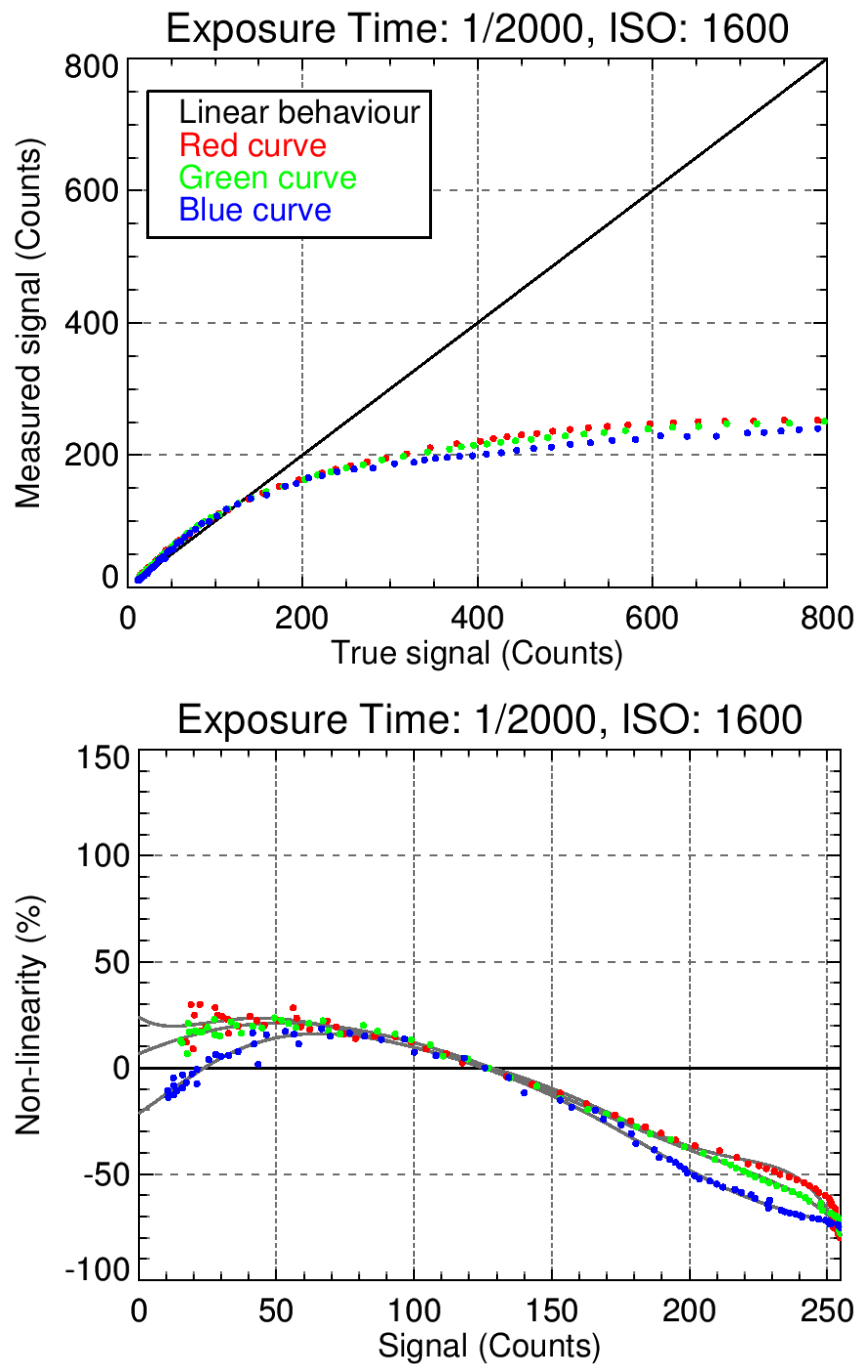 Exposure Time: 1/2000, ISO: 1600
800
600
400
200
0
Measured signal (Counts)
Linear behaviour
Red curve
Green curve
Blue curve
0 200 400 600 800
True signal (Counts)
Exposure Time: 1/2000, ISO: 1600
150
100
50
0
-50
-100
Non-linearity (%)
0 50 100 150 200 250
Signal (Counts)